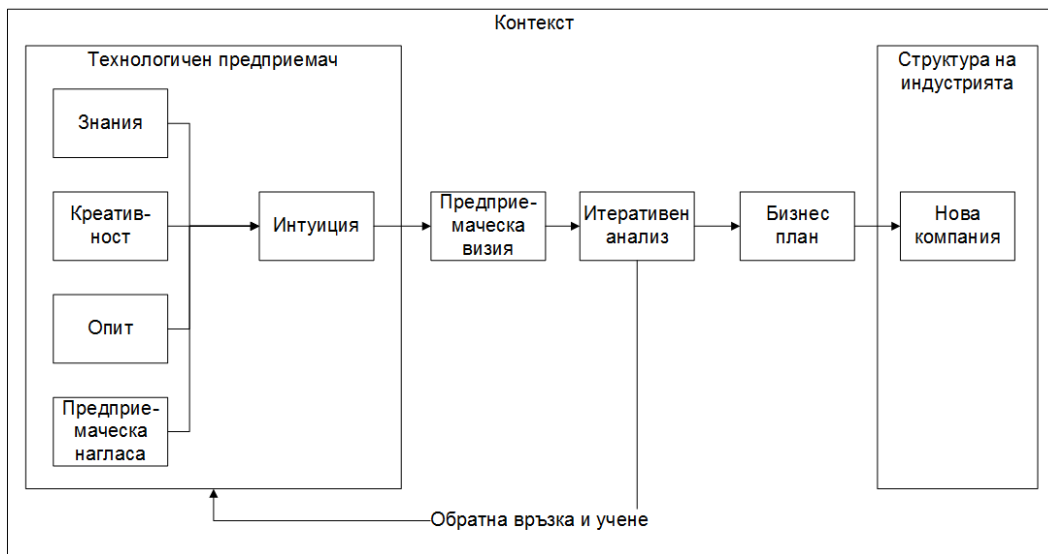 Контекст
Технологичен предприемач
Структура на
индустрията
Знания
Креатив-
ност
Опит
Предприе-
маческа
нагласа
Интуиция
Предприе-
маческа
визия
Итеративен
анализ
Бизнес
план
Нова
компания
Обратна връзка и учене